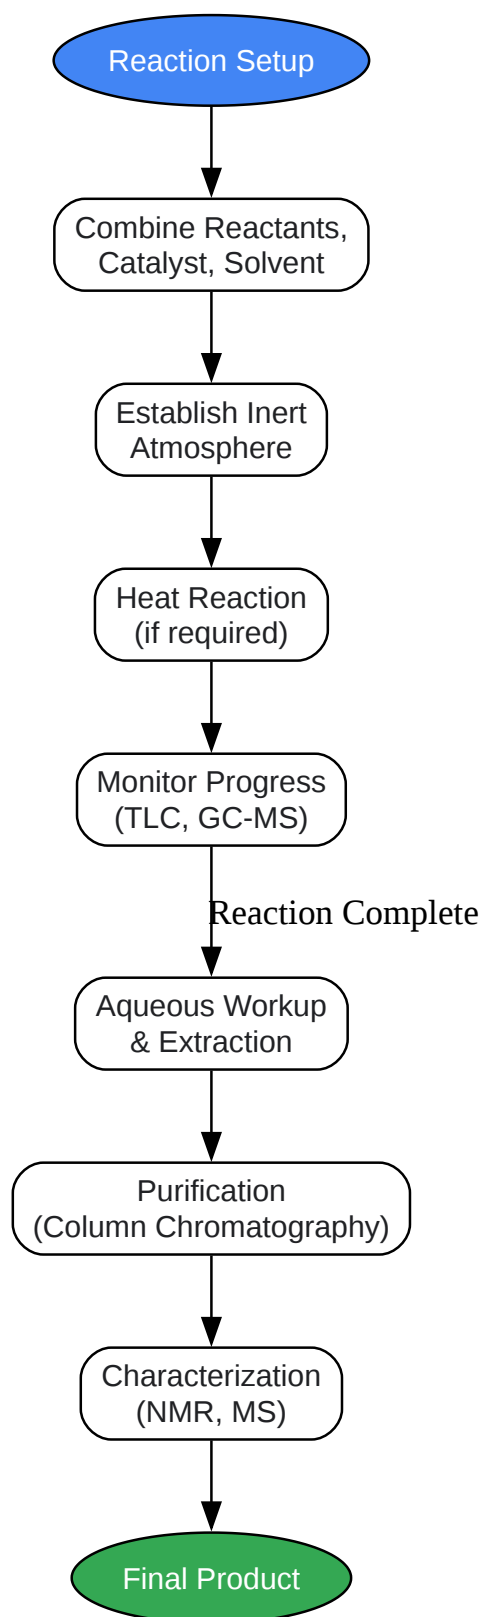 Reaction Setup
Combine Reactants,
Catalyst, Solvent
Establish Inert
Atmosphere
Heat Reaction
(if required)
Monitor Progress
(TLC, GC-MS)
Reaction Complete
Aqueous Workup
& Extraction
Purification
(Column Chromatography)
Characterization
(NMR, MS)
Final Product